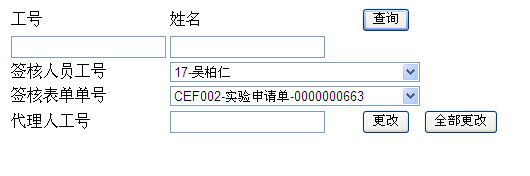 工号 姓名 查询
签核人员工号 17-吴柏仁
签核表单单号 CEF002-实验申请单-0000000663
代理人工号 更改 全部更改